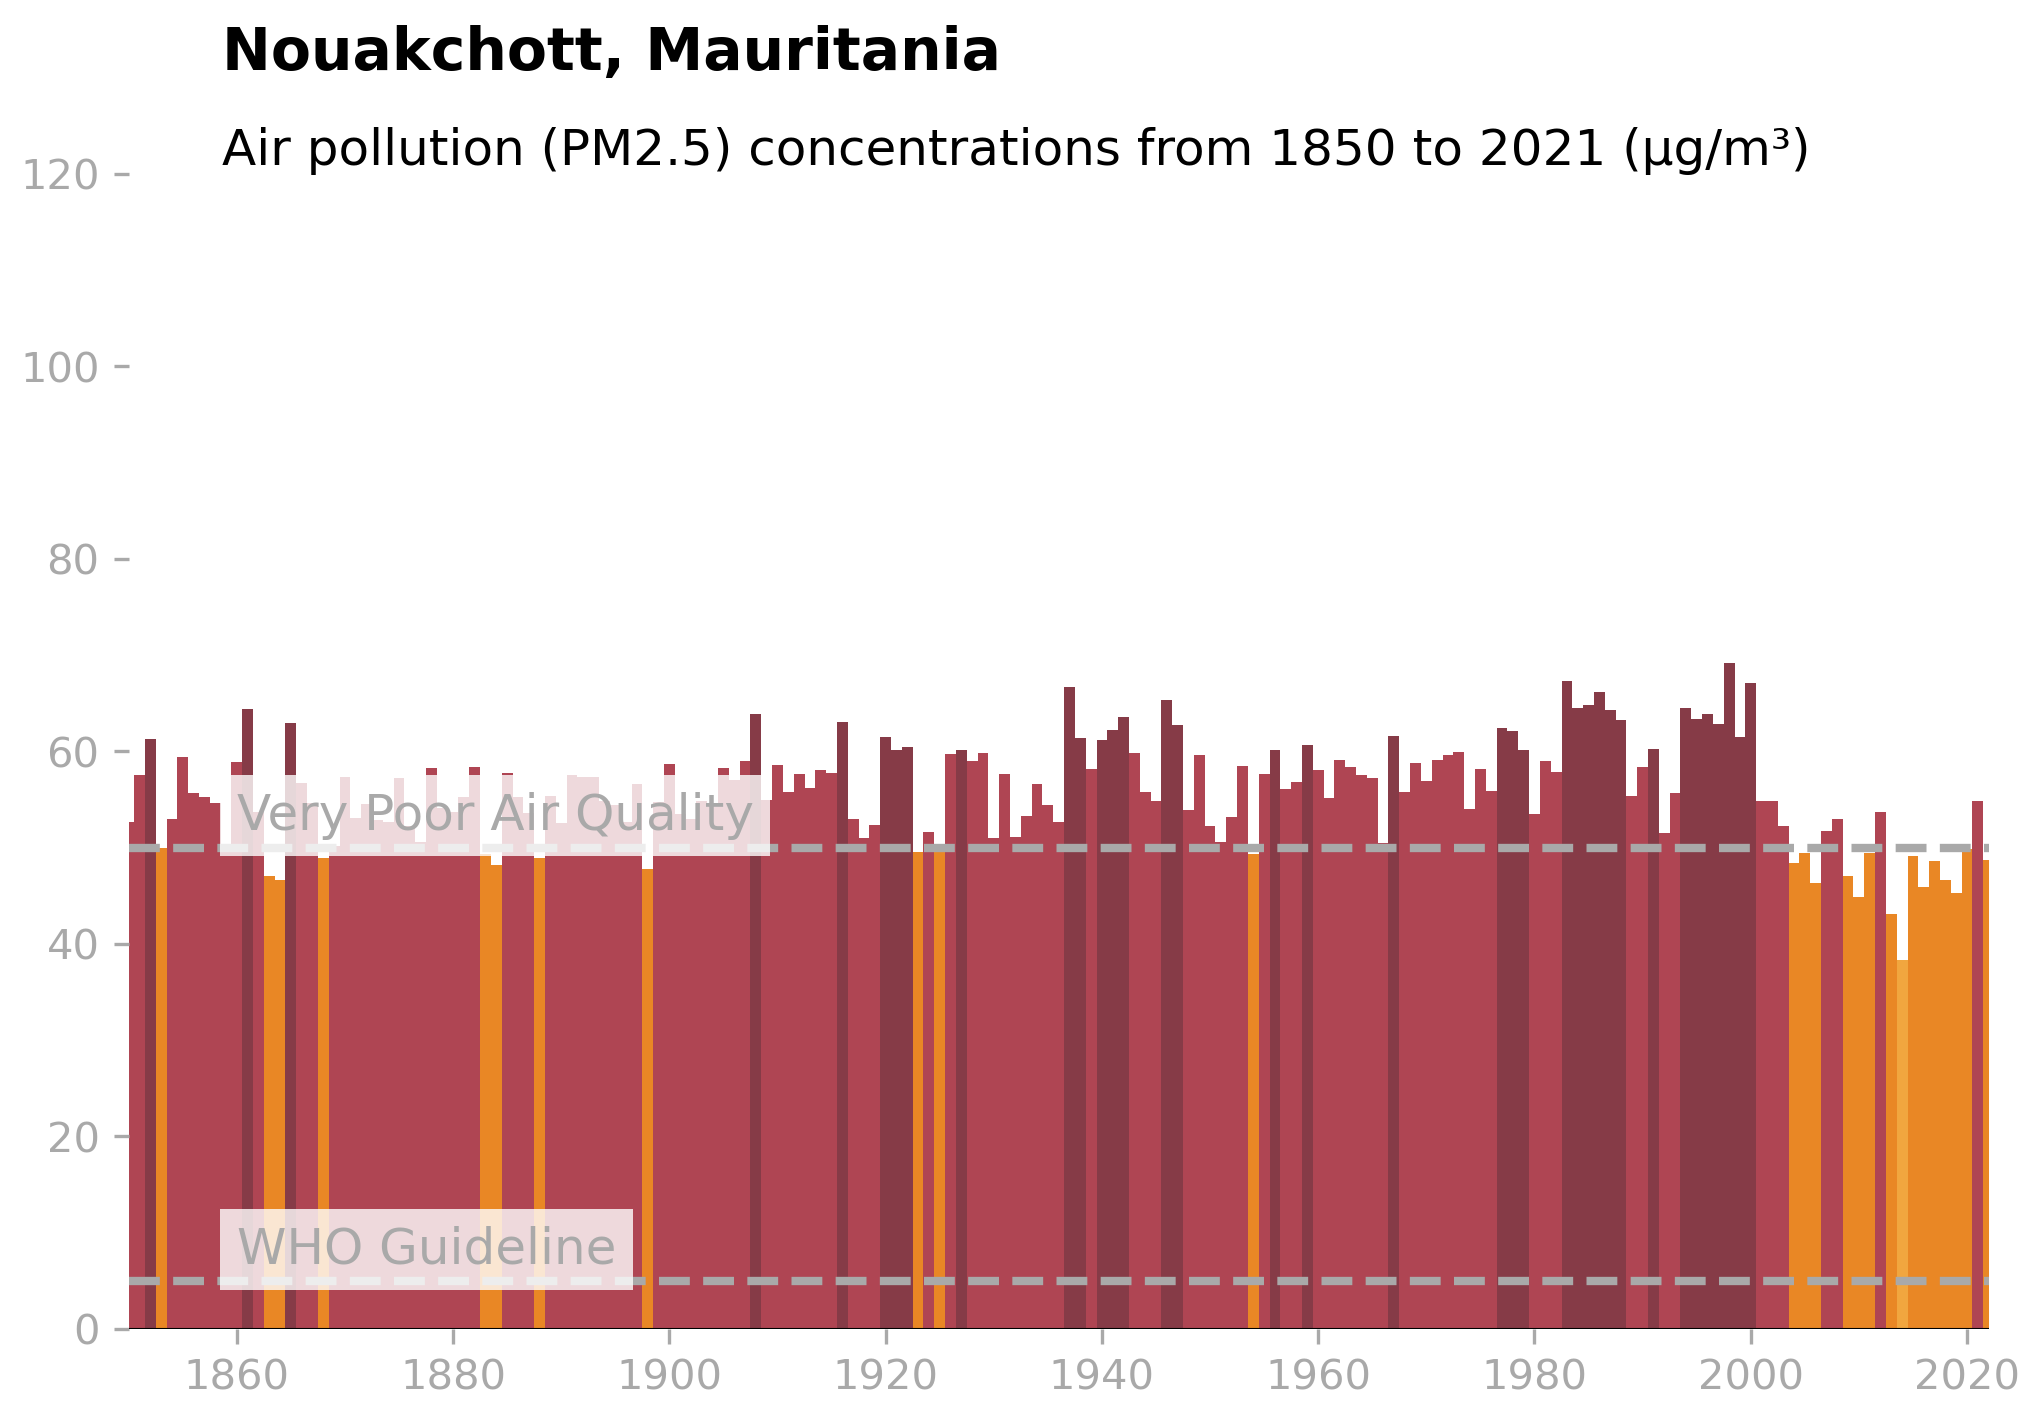 Nouakchott, Mauritania
Air pollution (PM2.5) concentrations from 1850 to 2021 (µg/m³)
120
100
80
60
Very Poor Air Quality
40
20
WHO Guideline
0
1860 1880 1900 1920 1940 1960 1980 2000 2020